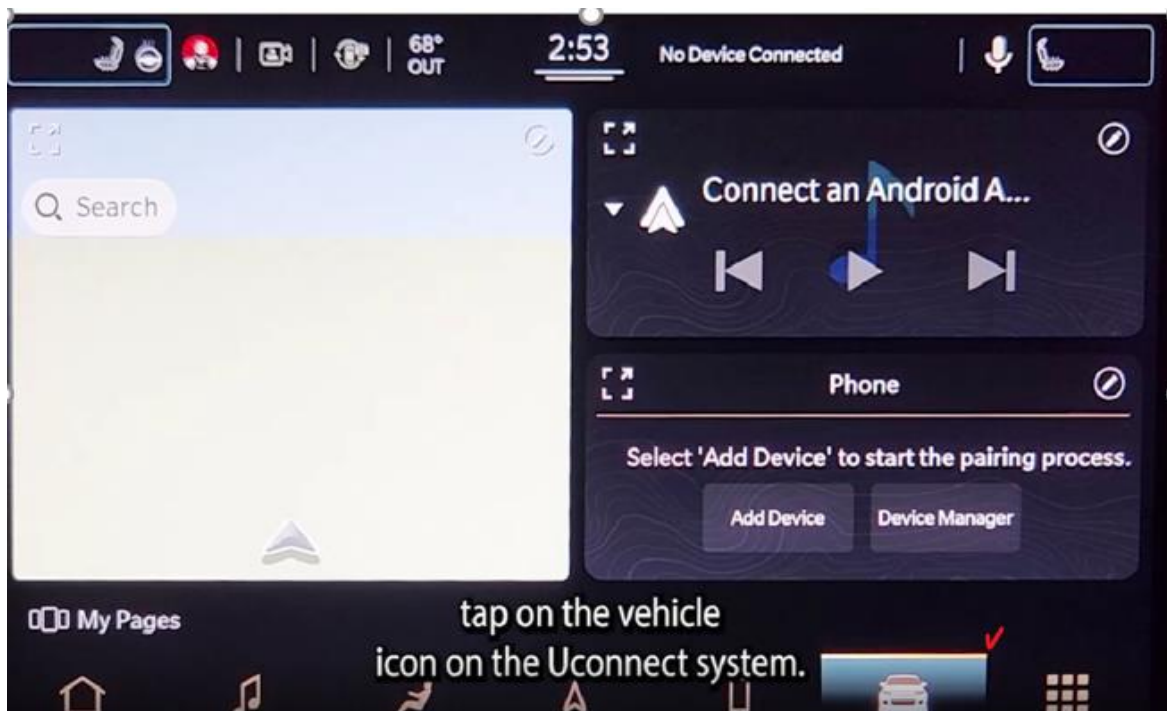 68°
OUT
2:53
No Device Connected
Search
Connect an Android A...
Phone
Select 'Add Device' to start the pairing process.
Add Device
Device Manager
My Pages
tap on the vehicle
icon on the Uconnect system.